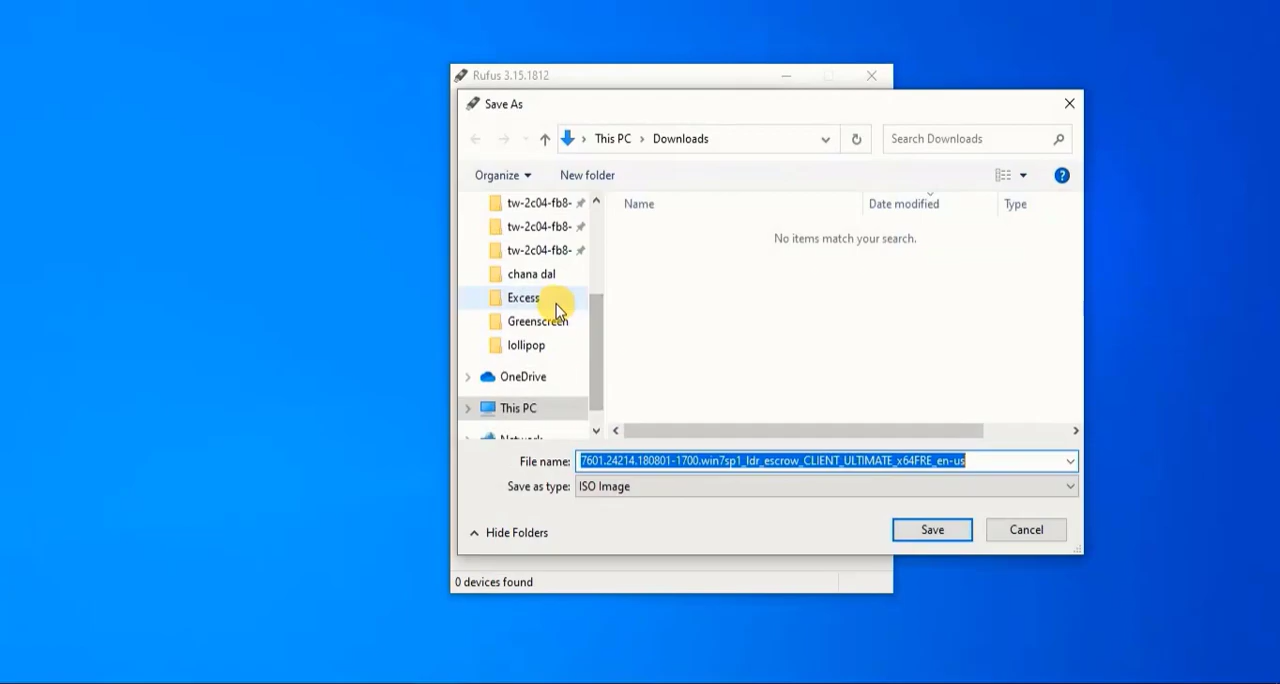 Rufus 3.15.1812
Save As
This PC > Downloads
Search Downloads
Organize
New folder
Name
Date modified
Type
tw-2c04-fb8-
tw-2c04-fb8-
tw-2c04-fb8-
No items match your search.
chana dal
Excess
Greenscreen
lollipop
OneDrive
This PC
Network
File name: 7601.24214.180801-1700.win7sp1_ldr_escrow_CLIENT_ULTIMATE_x64FRE_en-us
Save as type: ISO Image
Hide Folders
Save
Cancel
0 devices found